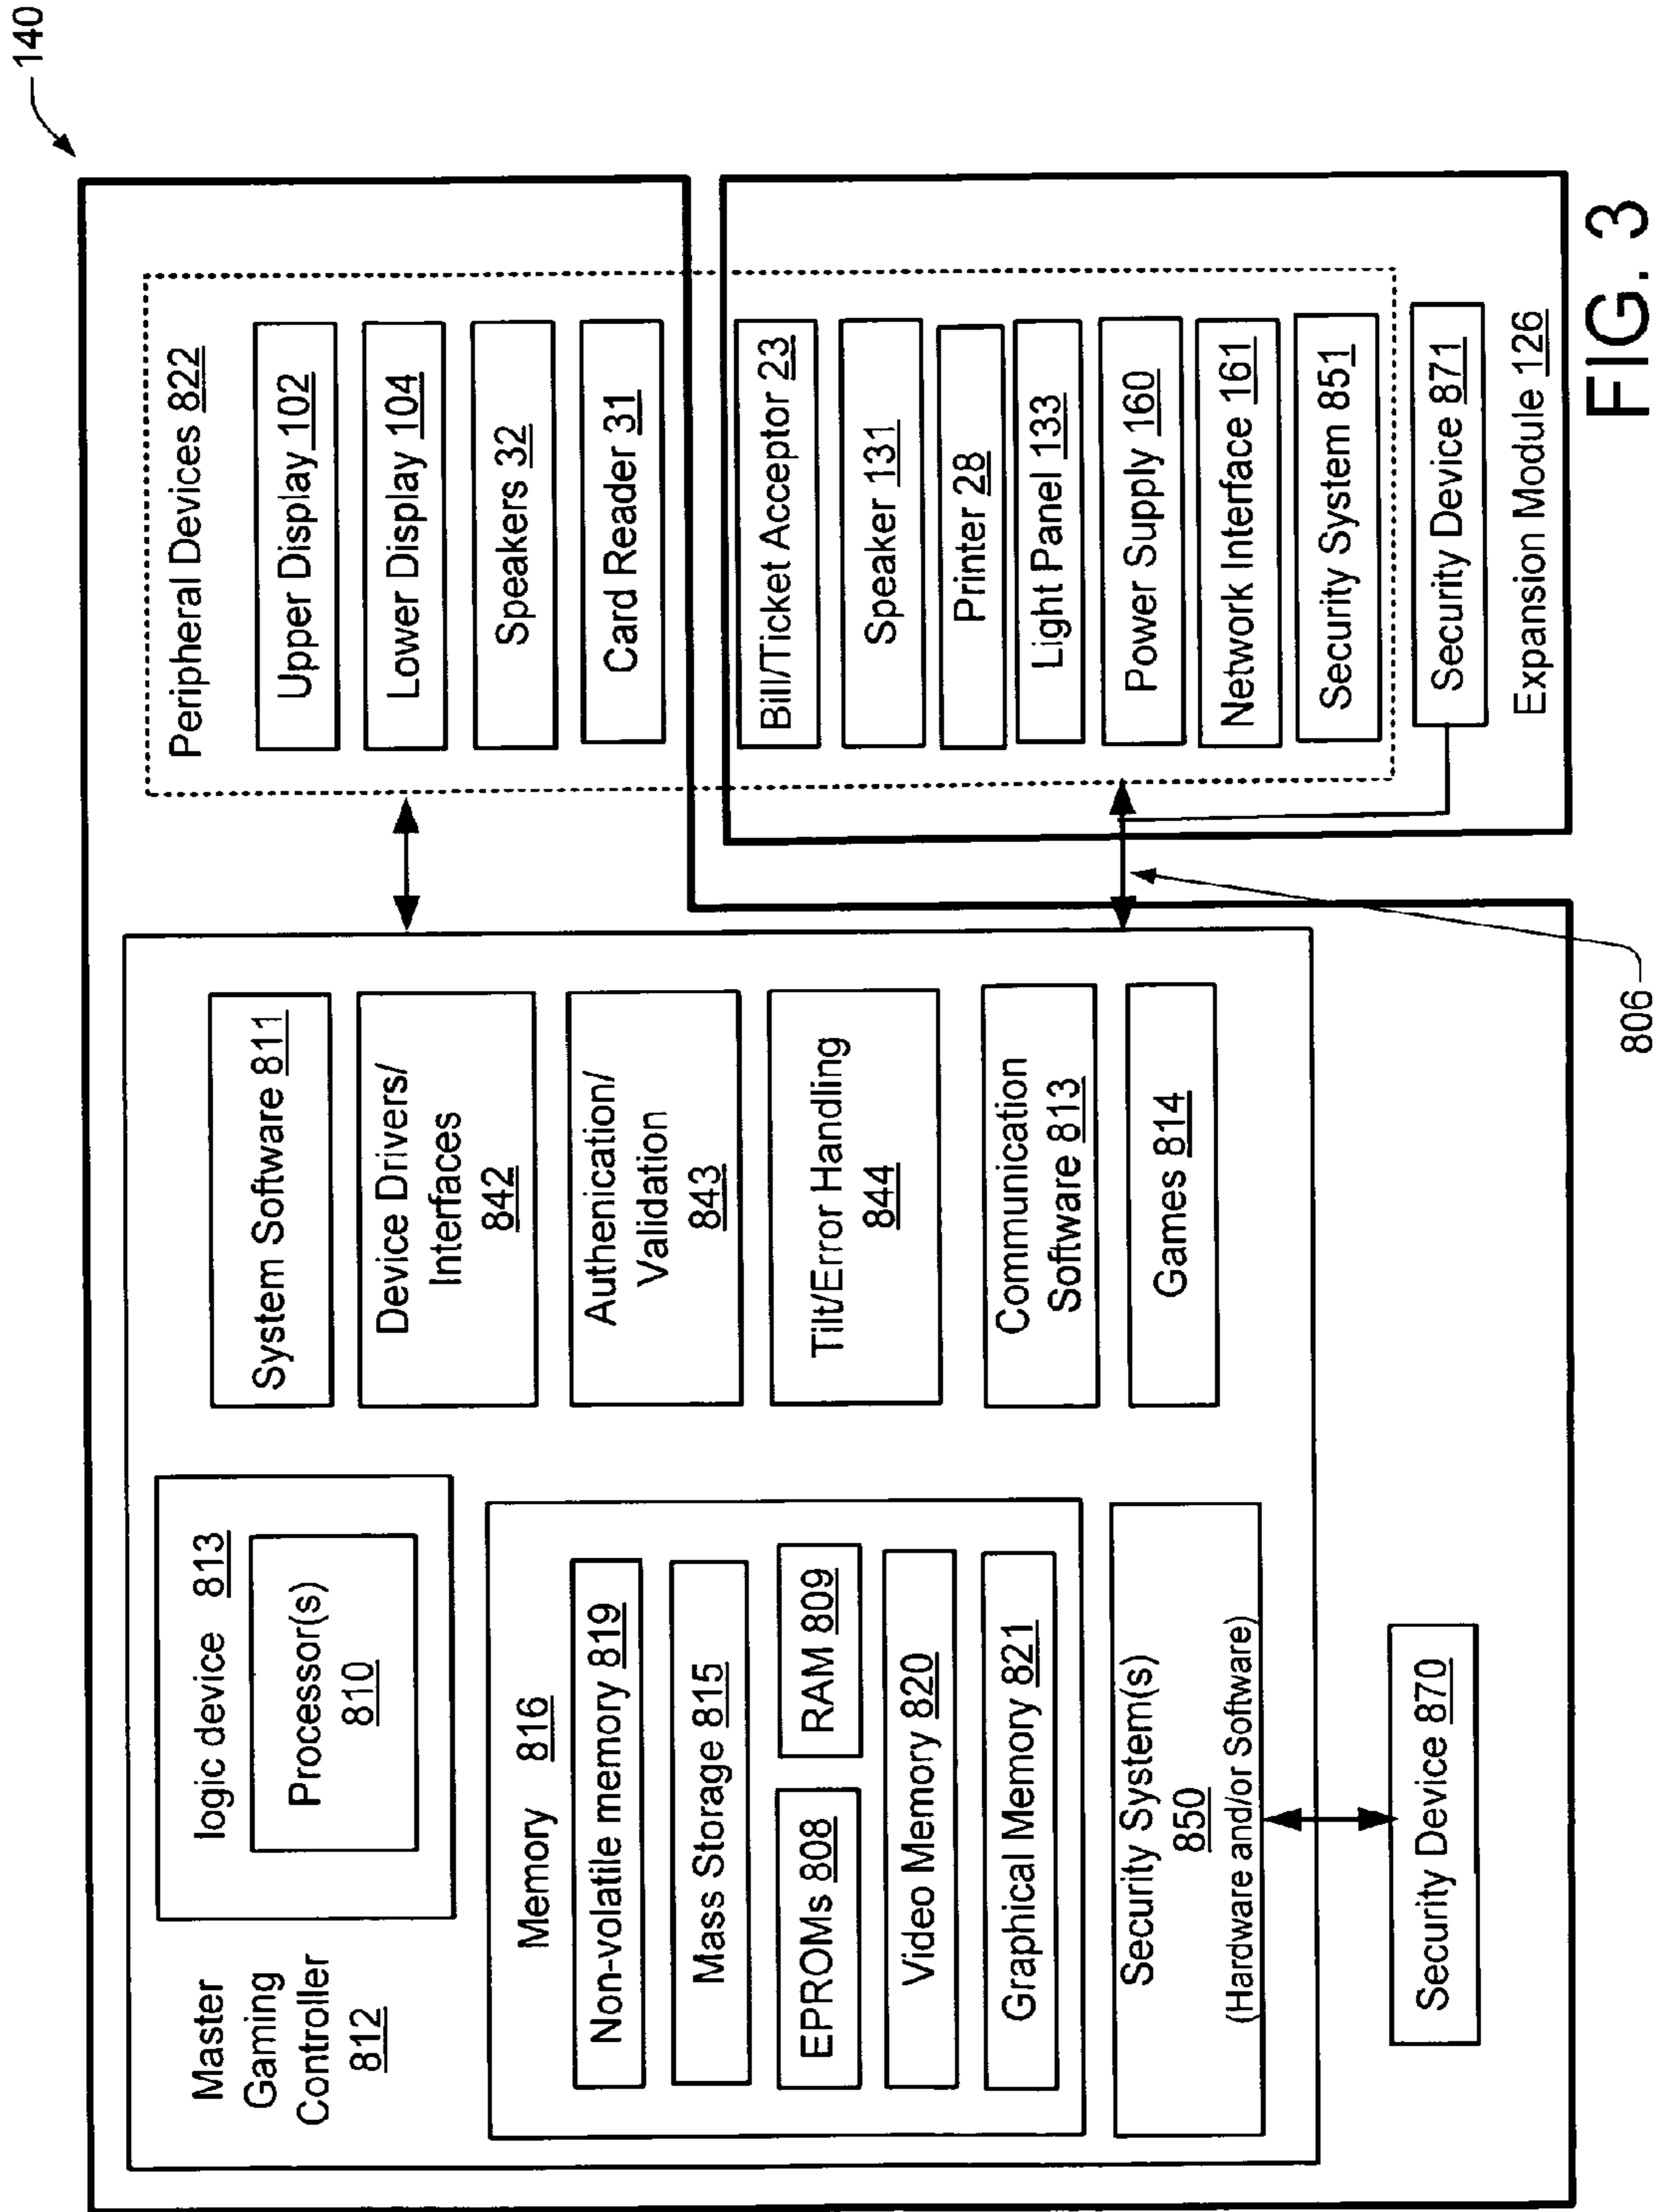 140
Master
Gaming
Controller
812
logic device 813
Processor(s)
810
Memory 816
Non-volatile memory 819
Mass Storage 815
EPROMs 808
RAM 809
Video Memory 820
Graphical Memory 821
Security System(s)
850
(Hardware and/or Software)
Security Device 870
System Software 811
Device Drivers/
Interfaces
842
Authenication/
Validation
843
Tilt/Error Handling
844
Communication
Software 813
Games 814
806
Peripheral Devices 822
Upper Display 102
Lower Display 104
Speakers 32
Card Reader 31
Bill/Ticket Acceptor 23
Speaker 131
Printer 28
Light Panel 133
Power Supply 160
Network Interface 161
Security System 851
Security Device 871
Expansion Module 126
FIG. 3